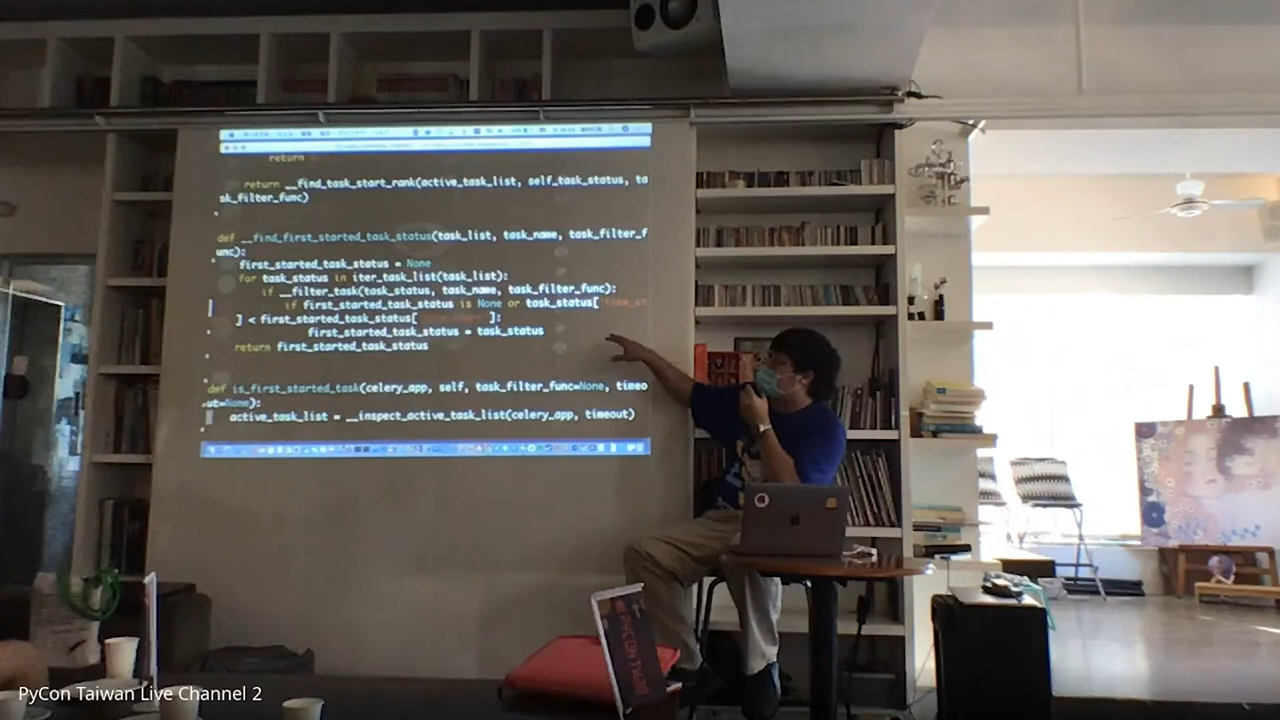 return
return __find_task_start_rank(active_task_list, self_task_status, ta
sk_filter_func)
def __find_first_started_task_status(task_list, task_name, task_filter_f
unc):
first_started_task_status = None
for task_status in iter_task_list(task_list):
if __filter_task(task_status, task_name, task_filter_func):
if first_started_task_status is None or task_status['time_st
] < first_started_task_status[
]:
first_started_task_status = task_status
return first_started_task_status
def is_first_started_task(celery_app, self, task_filter_func=None, timeo
ut=None):
active_task_list = __inspect_active_task_list(celery_app, timeout)
PyCon Taiwan Live Channel 2